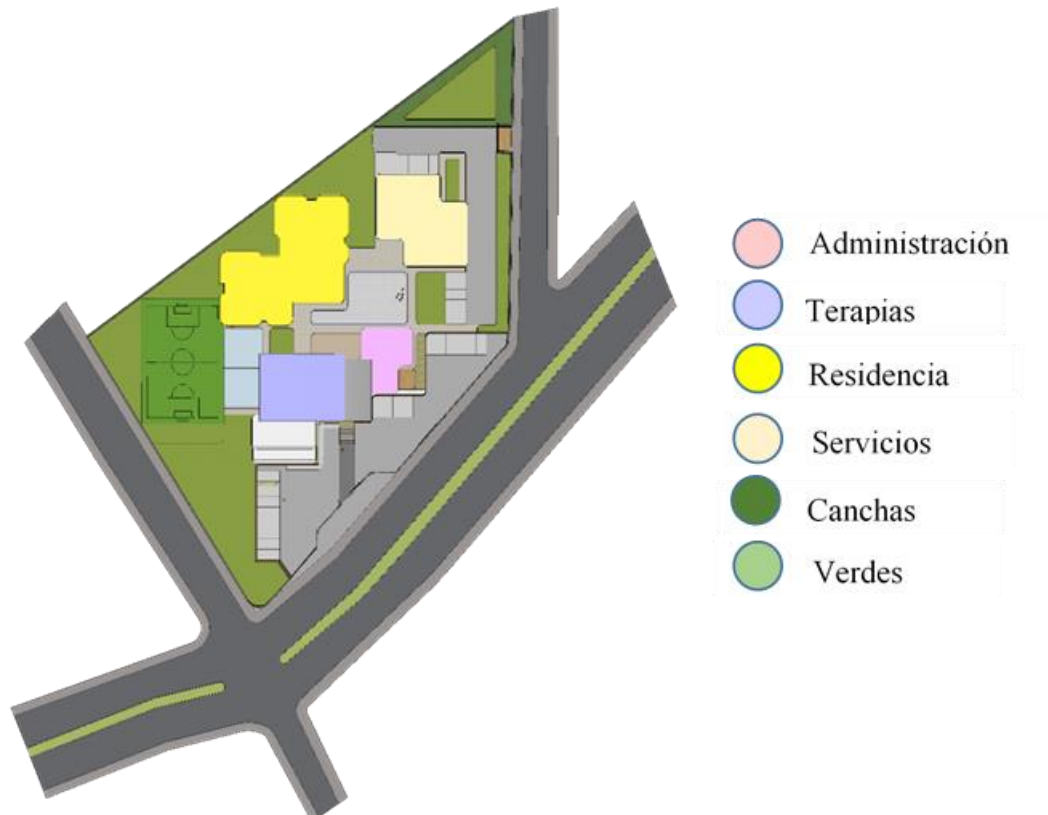 Administración
Terapias
Residencia
Servicios
Canchas
Verdes